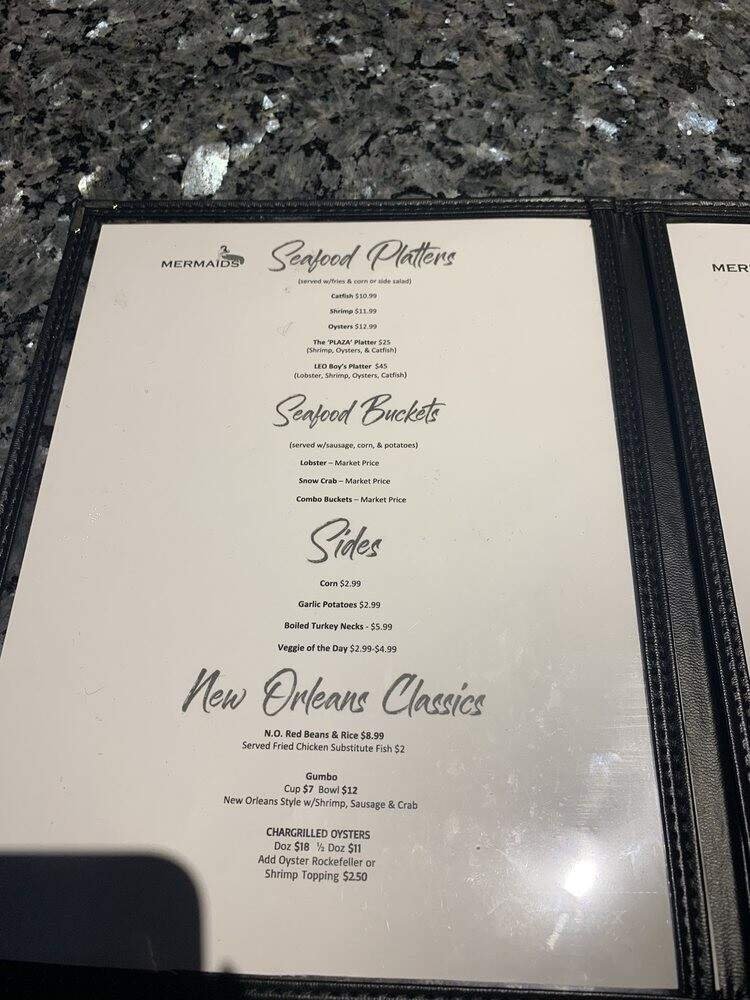 MERMAIDS
Seafood Platters
(served w/fries & corn or side salad)
Catfish $10.99
Shrimp $11.99
Oysters $12.99
The 'PLAZA' Platter $25
(Shrimp, Oysters, & Catfish)
LEO Boy's Platter $45
(Lobster, Shrimp, Oysters, Catfish)
Seafood Buckets
(served w/sausage, corn, & potatoes)
Lobster – Market Price
Snow Crab – Market Price
Combo Buckets – Market Price
Sides
Corn $2.99
Garlic Potatoes $2.99
Boiled Turkey Necks - $5.99
Veggie of the Day $2.99-$4.99
New Orleans Classics
N.O. Red Beans & Rice $8.99
Served Fried Chicken Substitute Fish $2
Gumbo
Cup $7 Bowl $12
New Orleans Style w/Shrimp, Sausage & Crab
CHARGRILLED OYSTERS
Doz $18 ½ Doz $11
Add Oyster Rockefeller or
Shrimp Topping $2.50
MER